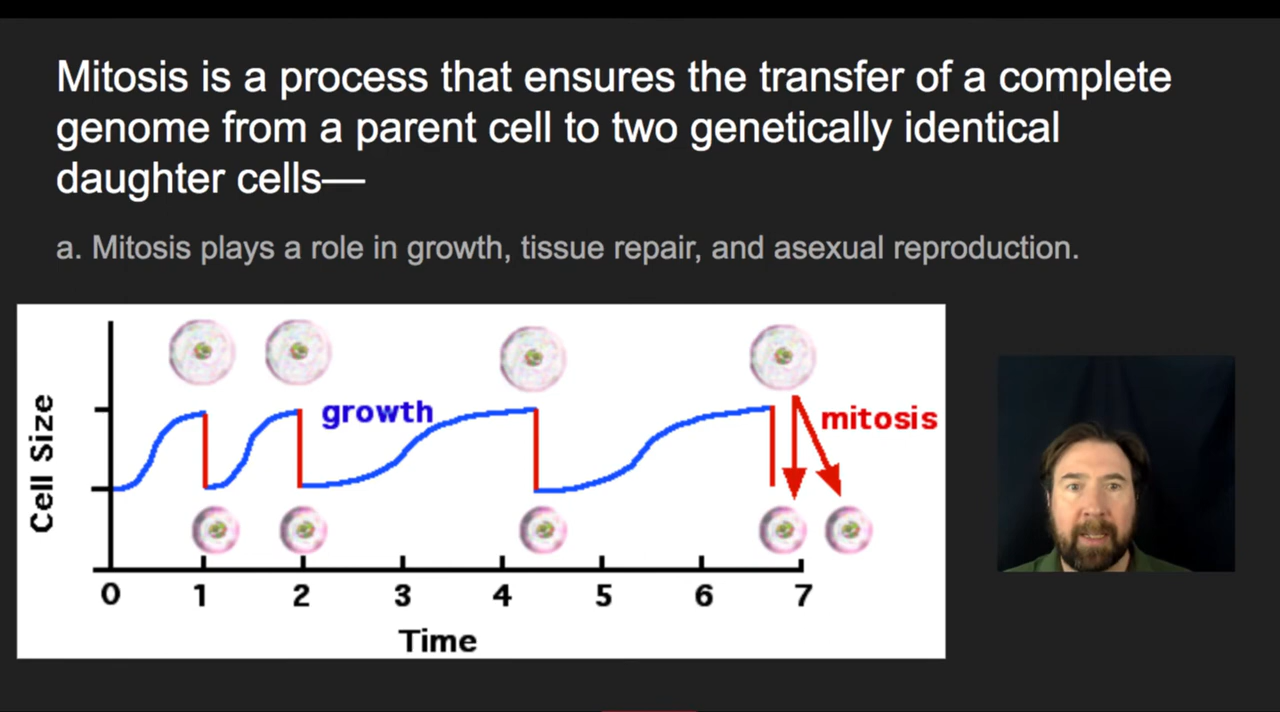 Mitosis is a process that ensures the transfer of a complete
genome from a parent cell to two genetically identical
daughter cells—
a. Mitosis plays a role in growth, tissue repair, and asexual reproduction.
Cell Size
growth
mitosis
0 1 2 3 4 5 6 7
Time